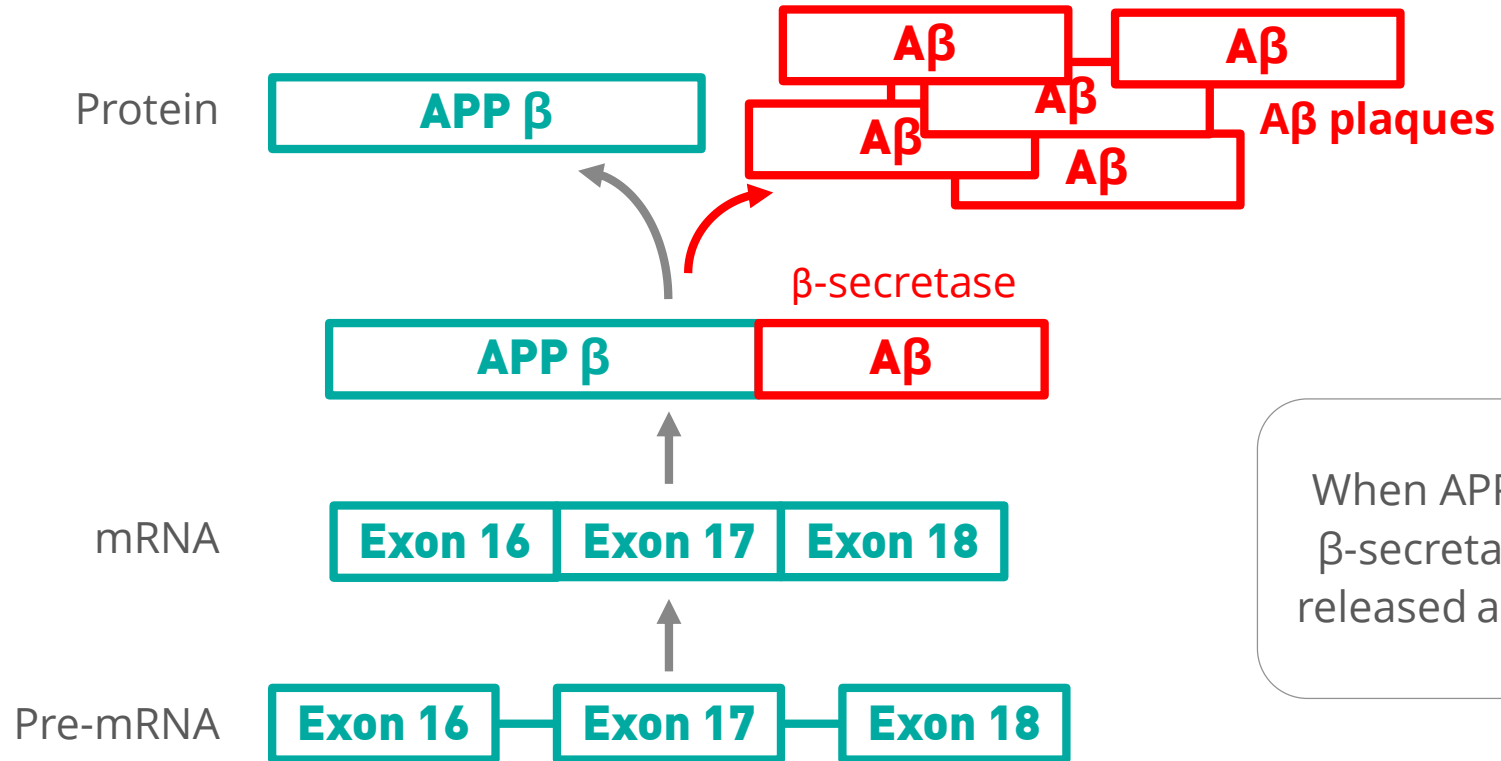 Aβ
Aβ
Protein
APP β
Aβ
Aβ plaques
Aβ
Aβ
β-secretase
APP β
Aβ
When
β-secreta
released a
mRNA
Exon 16
Exon 17
Exon 18
Pre-mRNA
Exon 16
Exon 17
Exon 18